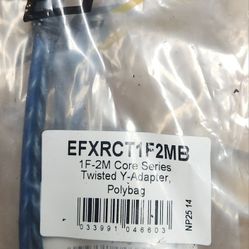 EFXRCT1F2MB
1F-2M Core Series
Twisted Y-Adapter,
Polybag
033991 046603
NP25 14